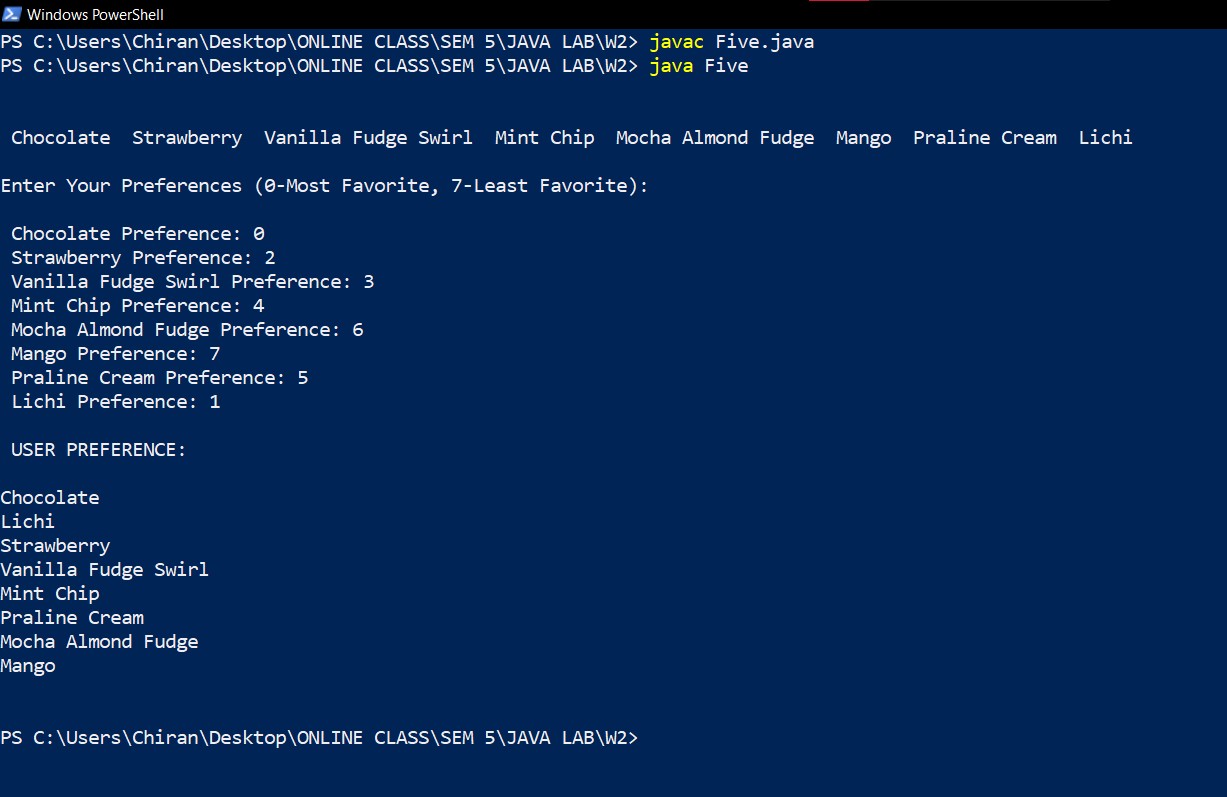 Windows PowerShell
PS C:\Users\Chiran\Desktop\ONLINE CLASS\SEM 5\JAVA LAB\W2> javac Five.java
PS C:\Users\Chiran\Desktop\ONLINE CLASS\SEM 5\JAVA LAB\W2> java Five
Chocolate  Strawberry  Vanilla Fudge Swirl  Mint Chip  Mocha Almond Fudge  Mango  Praline Cream  Lichi
Enter Your Preferences (0-Most Favorite, 7-Least Favorite):
Chocolate Preference: 0
Strawberry Preference: 2
Vanilla Fudge Swirl Preference: 3
Mint Chip Preference: 4
Mocha Almond Fudge Preference: 6
Mango Preference: 7
Praline Cream Preference: 5
Lichi Preference: 1
USER PREFERENCE:
Chocolate
Lichi
Strawberry
Vanilla Fudge Swirl
Mint Chip
Praline Cream
Mocha Almond Fudge
Mango
PS C:\Users\Chiran\Desktop\ONLINE CLASS\SEM 5\JAVA LAB\W2>